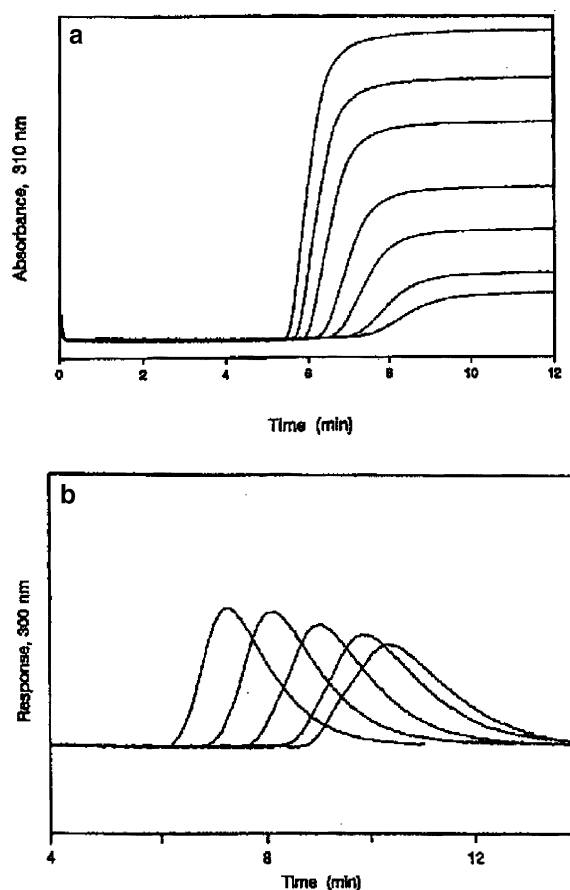 a
Absorbance, 310 nm
0 2 4 6 8 10 12
Time (min)
b
Response, 300 nm
4 8 10 12
Time (min)